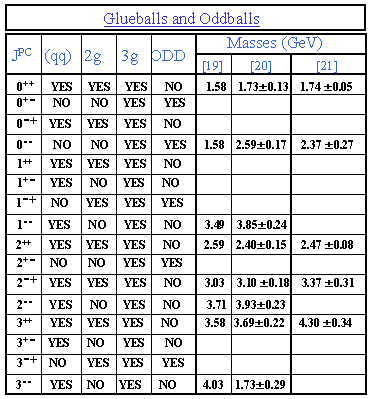 Glueballs and Oddballs
J^PC (qq) 2g 3g ODD Masses (GeV)
[19] [20] [21]
0++ YES YES YES NO 1.58 1.73±0.13 1.74 ±0.05
0+- NO NO YES YES
0-+ YES YES YES NO
0-- NO NO YES YES 1.58 2.59±0.17 2.37 ±0.27
1++ YES YES YES NO
1+- YES NO YES NO
1-+ NO YES YES YES
1-- YES NO YES NO 3.49 3.85±0.24
2++ YES YES YES NO 2.59 2.40±0.15 2.47 ±0.08
2+- NO NO YES YES
2-+ YES YES YES NO 3.03 3.10 ±0.18 3.37 ±0.31
2-- YES NO YES NO 3.71 3.93±0.23
3++ YES YES YES NO 3.58 3.69±0.22 4.30 ±0.34
3+- YES NO YES NO
3-+ NO YES YES YES
3-- YES NO YES NO 4.03 1.73±0.29